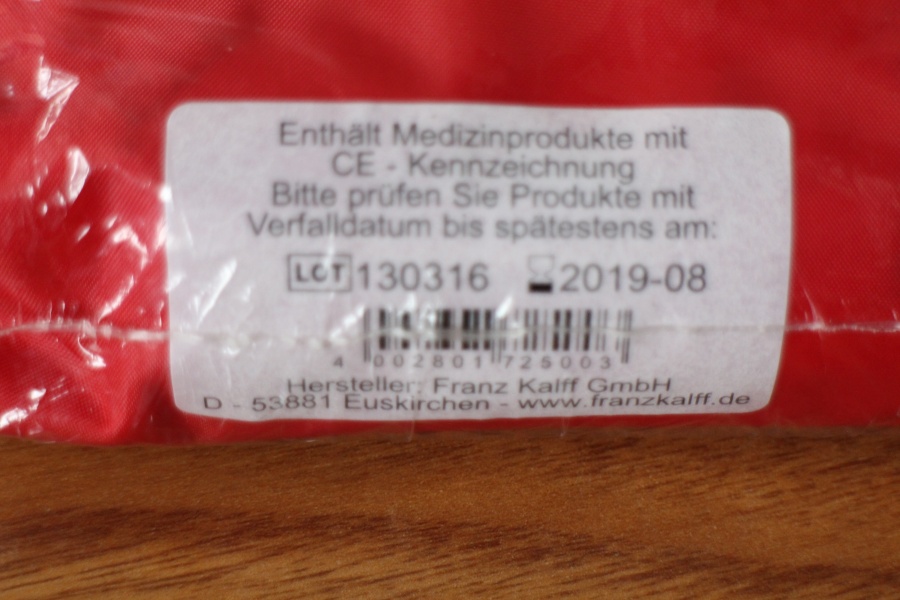 Enthält Medizinprodukte mit
CE - Kennzeichnung
Bitte prüfen Sie Produkte mit
Verfalldatum bis spätestens am:
LOT 130316 2019-08
4 002801 725003
Hersteller: Franz Kalff GmbH
D - 53881 Euskirchen - www.franzkalff.de